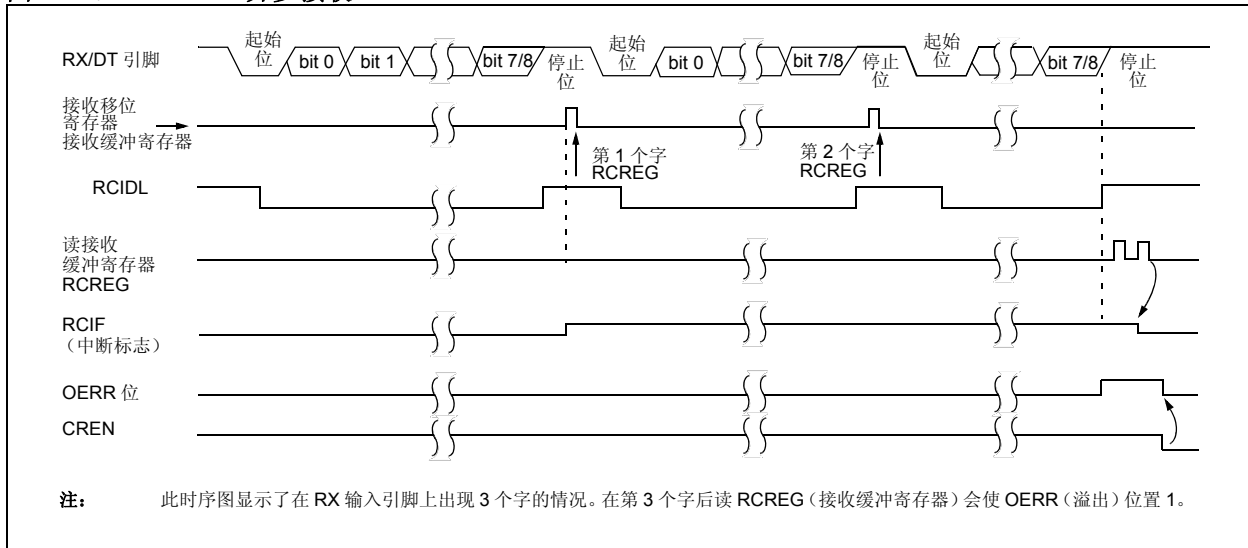 RX/DT 引脚
起始
位
bit 0
bit 1
bit 7/8
停止
位
起始
位
bit 0
bit 7/8
停止
位
起始
位
bit 7/8
停止
位
接收移位
寄存器
接收缓冲寄存器
第 1 个字
RCREG
第 2 个字
RCREG
RCIDL
读接收
缓冲寄存器
RCREG
RCIF
（中断标志）
OERR 位
CREN
注： 此时序图显示了在 RX 输入引脚上出现 3 个字的情况。在第 3 个字后读 RCREG（接收缓冲寄存器）会使 OERR（溢出）位置 1。